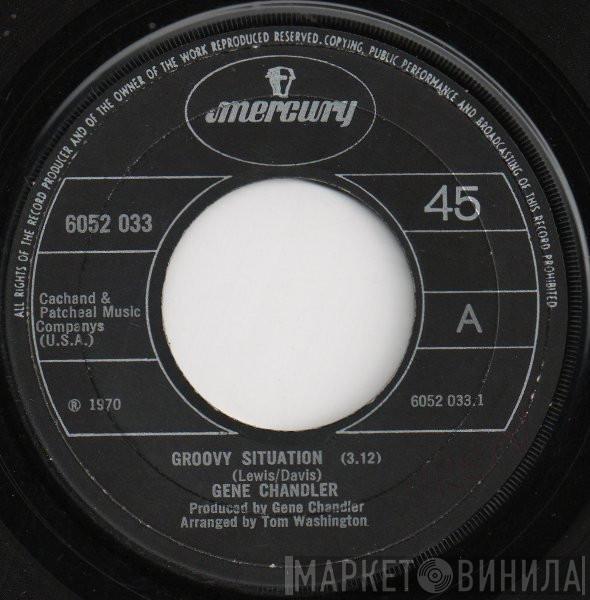 ALL RIGHTS OF THE RECORD PRODUCER AND OF THE OWNER OF THE WORK REPRODUCED RESERVED. COPYING, PUBLIC PERFORMANCE AND BROADCASTING OF THIS RECORD PROHIBITED
mercury
6052 033
45
Cachand &
Patcheal Music
Companys
(U.S.A.)
A
℗ 1970
6052 033.1
GROOVY SITUATION (3.12)
(Lewis/Davis)
GENE CHANDLER
Produced by Gene Chandler
Arranged by Tom Washington
МАРКЕТ ВИНИЛА